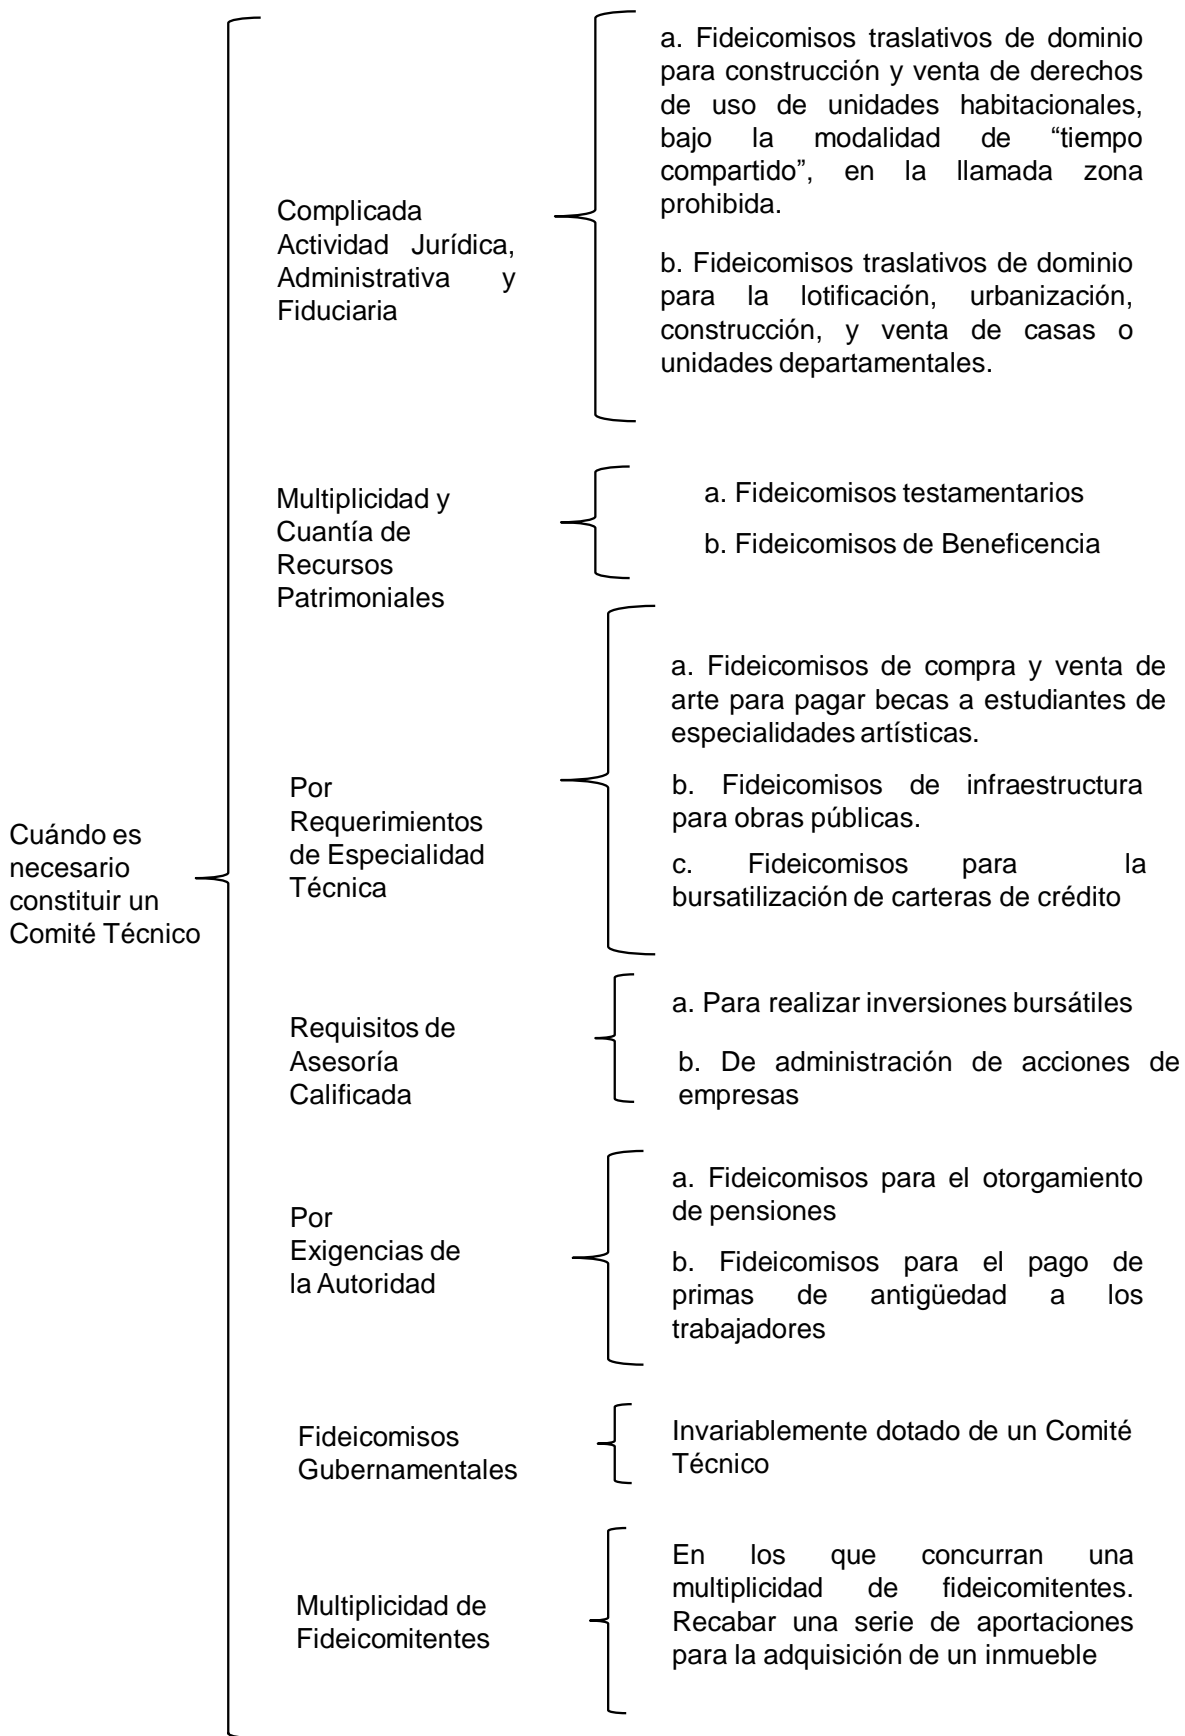 Cuándo es
necesario
constituir un
Comité Técnico
Complicada
Actividad Jurídica,
Administrativa y
Fiduciaria
a. Fideicomisos traslativos de dominio
para construcción y venta de derechos
de uso de unidades habitacionales,
bajo la modalidad de “tiempo
compartido”, en la llamada zona
prohibida.
b. Fideicomisos traslativos de dominio
para la lotificación, urbanización,
construcción, y venta de casas o
unidades departamentales.
Multiplicidad y
Cuantía de
Recursos
Patrimoniales
a. Fideicomisos testamentarios
b. Fideicomisos de Beneficencia
Por
Requerimientos
de Especialidad
Técnica
a. Fideicomisos de compra y venta de
arte para pagar becas a estudiantes de
especialidades artísticas.
b. Fideicomisos de infraestructura
para obras públicas.
c. Fideicomisos para la
bursatilización de carteras de crédito
Requisitos de
Asesoría
Calificada
a. Para realizar inversiones bursátiles
b. De administración de acciones de
empresas
Por
Exigencias de
la Autoridad
a. Fideicomisos para el otorgamiento
de pensiones
b. Fideicomisos para el pago de
primas de antigüedad a los
trabajadores
Fideicomisos
Gubernamentales
Invariablemente dotado de un Comité
Técnico
Multiplicidad de
Fideicomitentes
En los que concurran una
multiplicidad de fideicomitentes.
Recabar una serie de aportaciones
para la adquisición de un inmueble